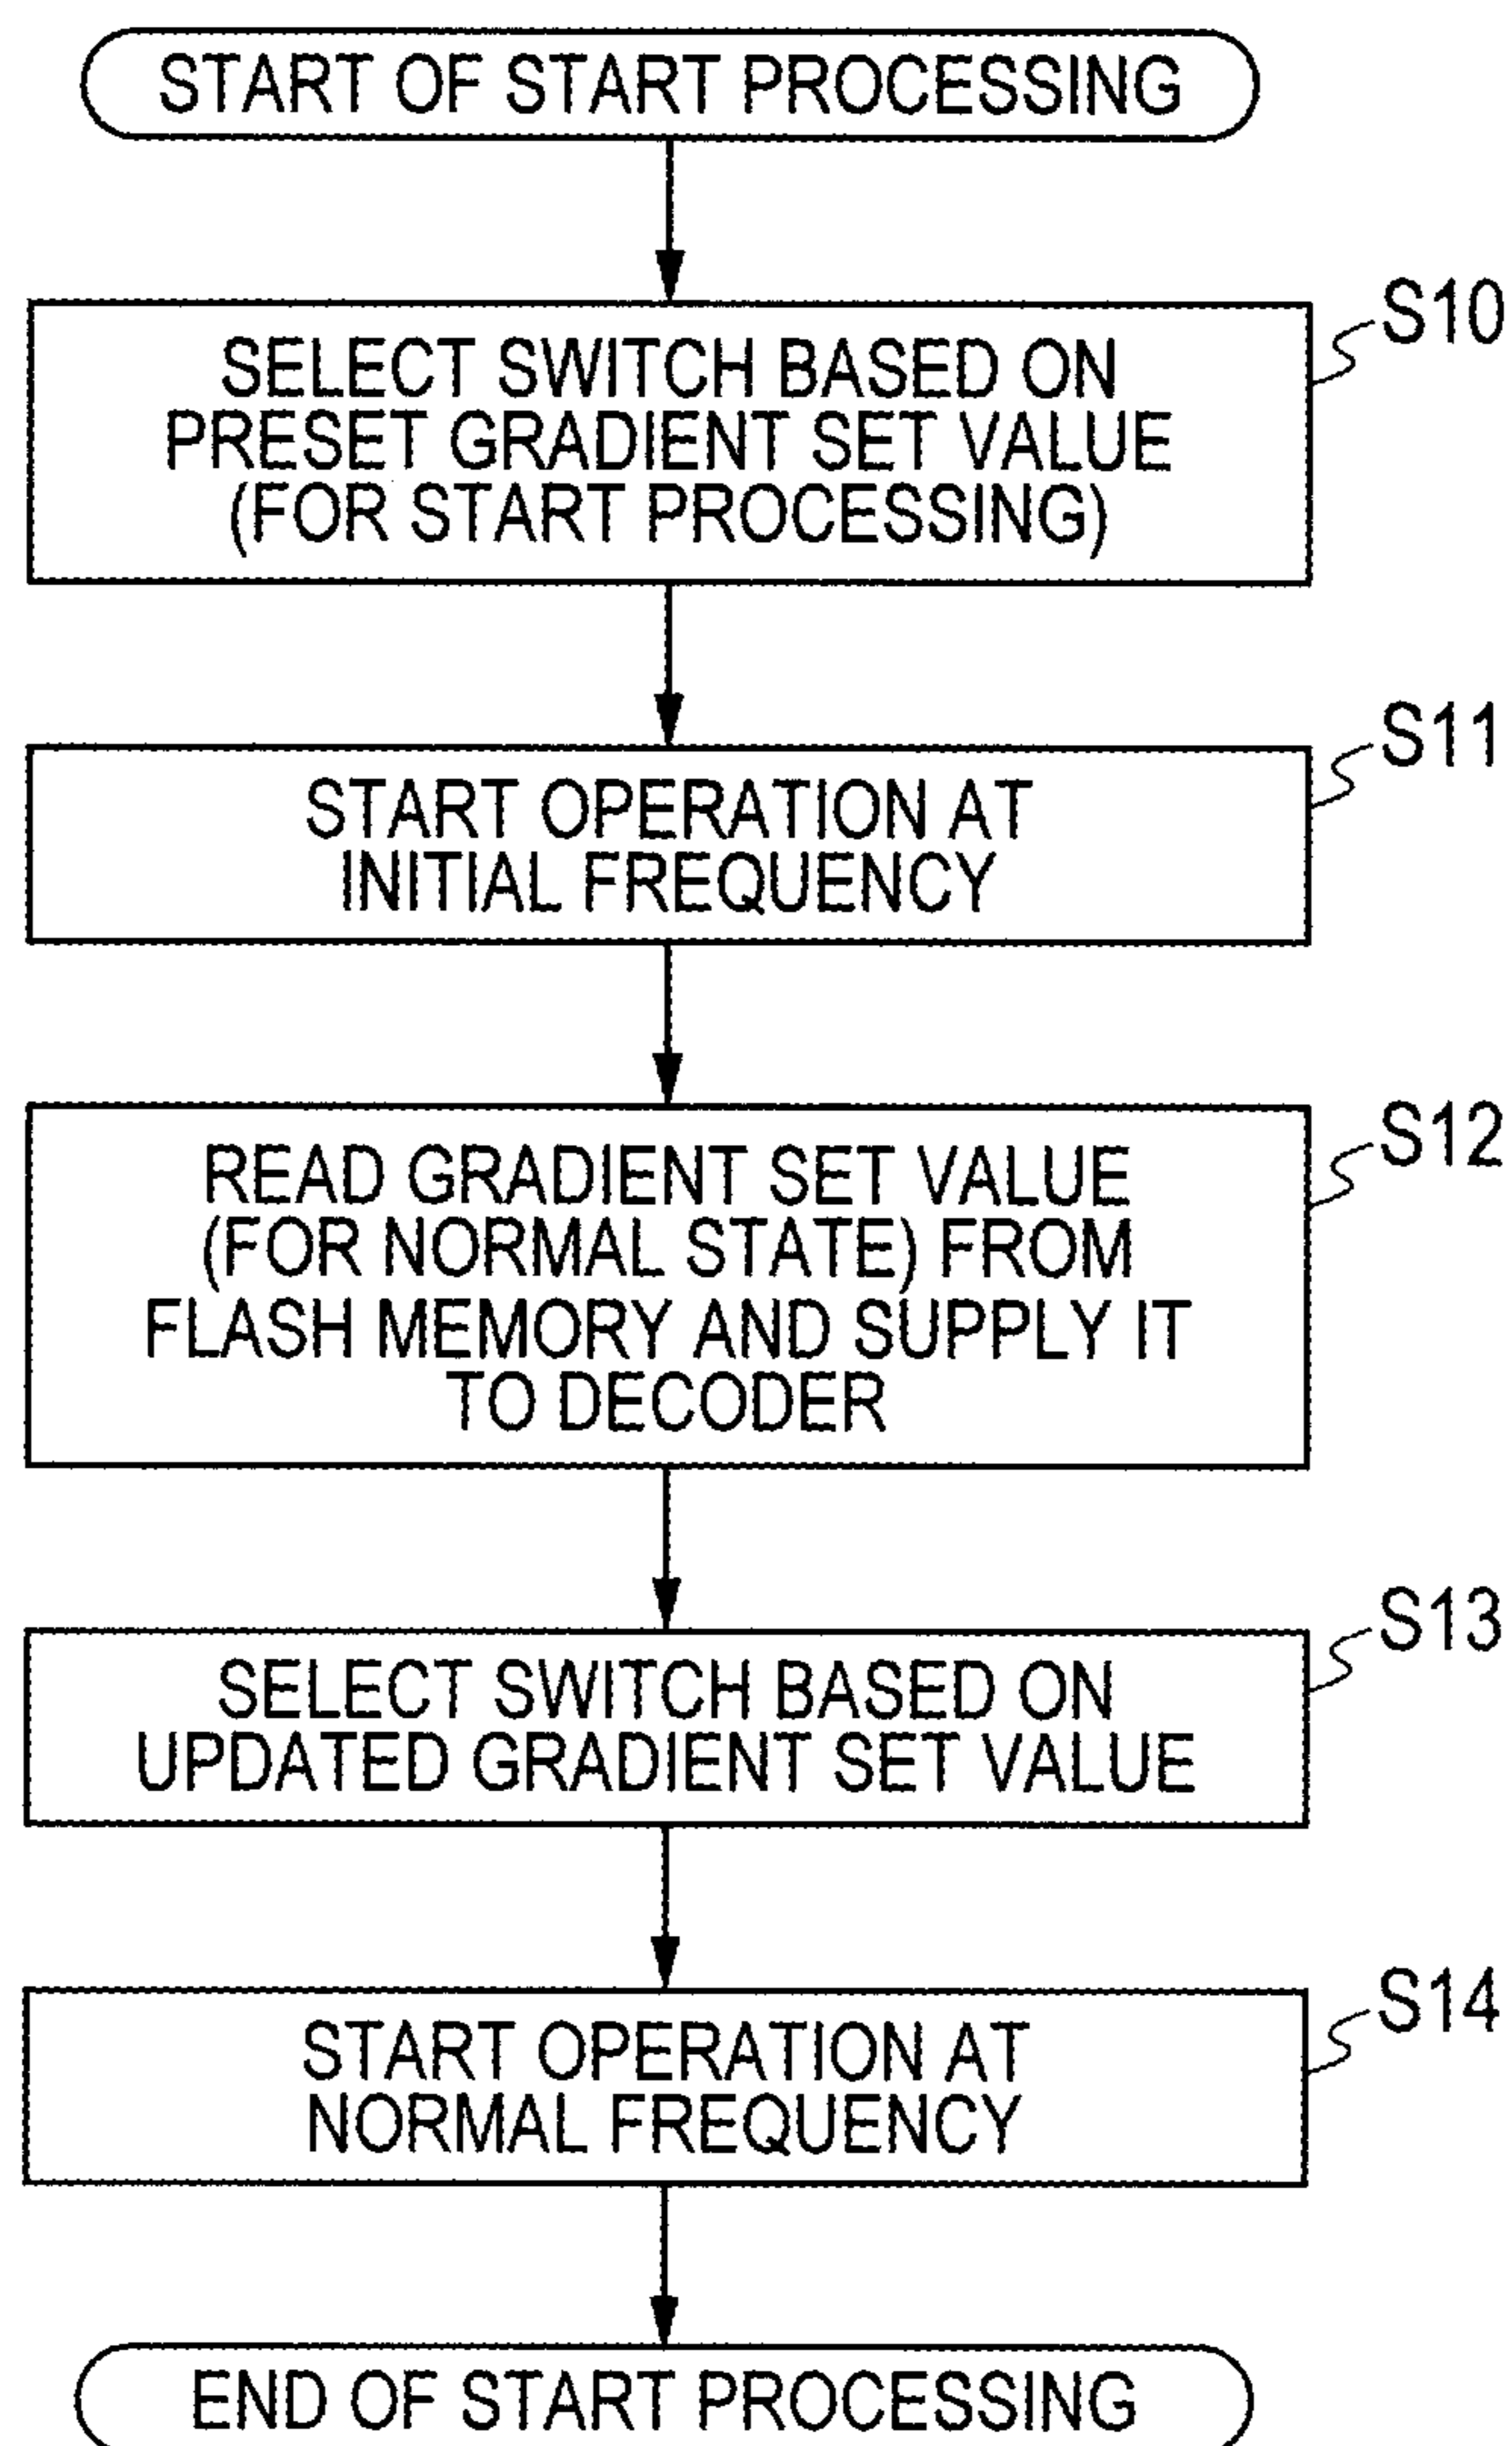 START OF START PROCESSING
S10
SELECT SWITCH BASED ON
PRESET GRADIENT SET VALUE
(FOR START PROCESSING)
S11
START OPERATION AT
INITIAL FREQUENCY
S12
READ GRADIENT SET VALUE
(FOR NORMAL STATE) FROM
FLASH MEMORY AND SUPPLY IT
TO DECODER
S13
SELECT SWITCH BASED ON
UPDATED GRADIENT SET VALUE
S14
START OPERATION AT
NORMAL FREQUENCY
END OF START PROCESSING